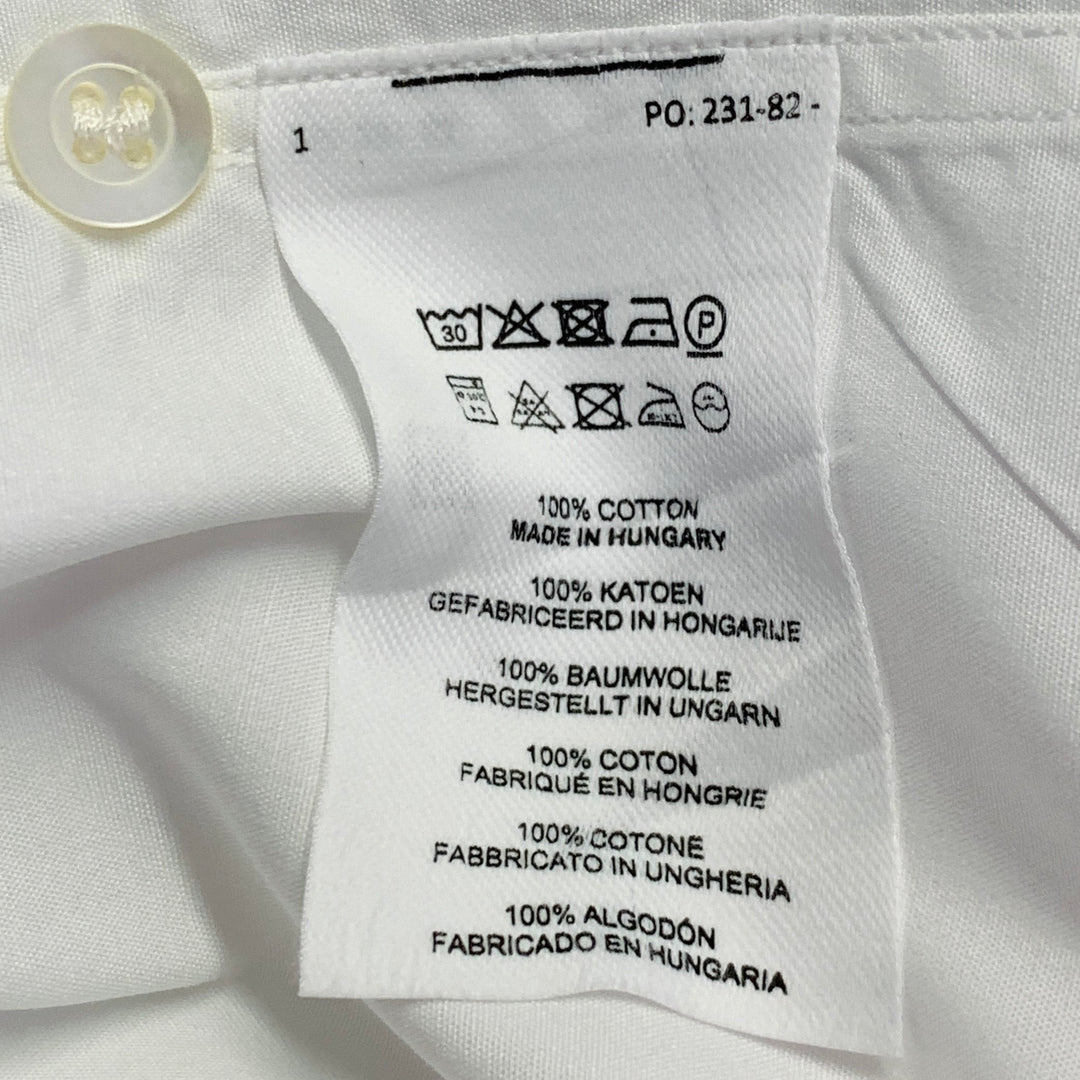 1
PO: 231-82 -
30
P
100% COTTON
MADE IN HUNGARY
100% KATOEN
GEFABRICEERD IN HONGARIJE
100% BAUMWOLLE
HERGESTELLT IN UNGARN
100% COTON
FABRIQUÉ EN HONGRIE
100% COTONE
FABBRICATO IN UNGHERIA
100% ALGODÓN
FABRICADO EN HUNGARIA